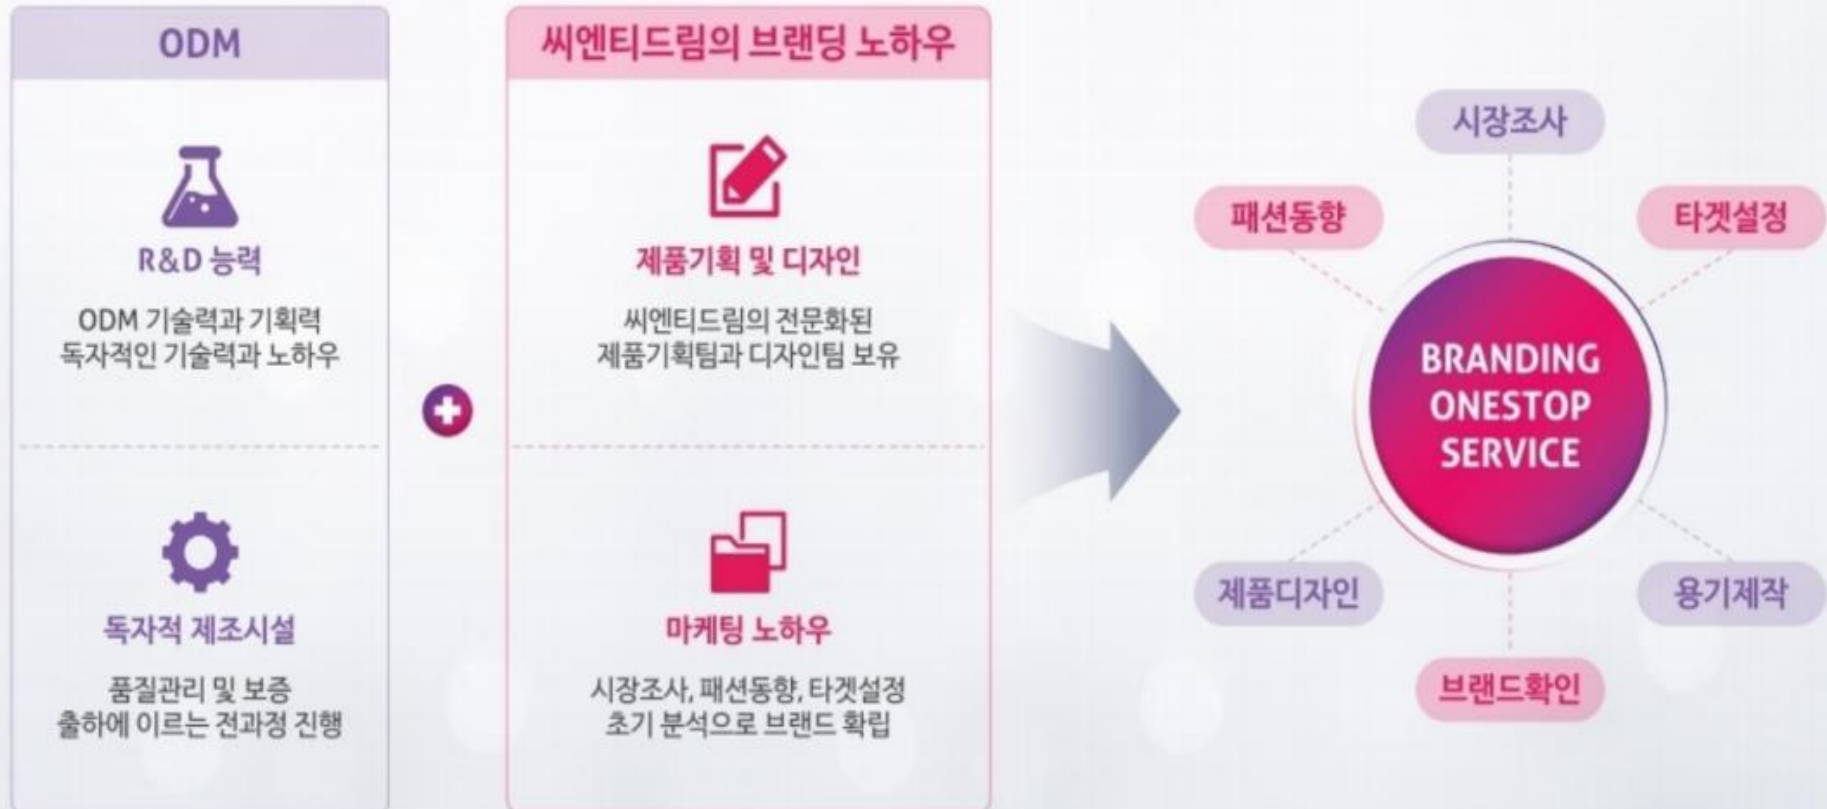 ODM
R&D 능력
ODM 기술력과 기획력
독자적인 기술력과 노하우
독자적 제조시설
품질관리 및 보증
출하에 이르는 전과정 진행
씨엔티드림의 브랜딩 노하우
제품기획 및 디자인
씨엔티드림의 전문화된
제품기획팀과 디자인팀 보유
마케팅 노하우
시장조사, 패션동향, 타겟설정
초기 분석으로 브랜드 확립
시장조사
패션동향
타겟설정
BRANDING
ONESTOP
SERVICE
제품디자인
용기제작
브랜드확인